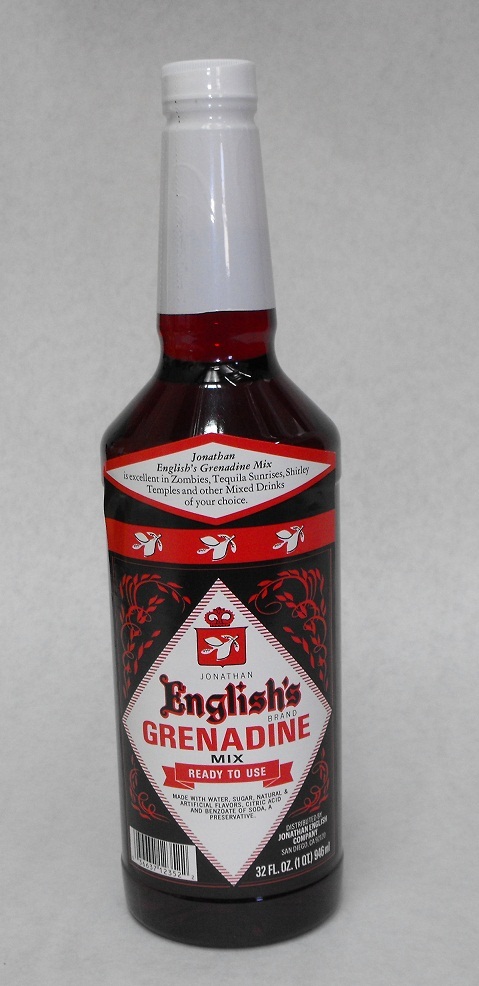 Jonathan
English's Grenadine Mix
is excellent in Zombies, Tequila Sunrises, Shirley
Temples and other Mixed Drinks
of your choice.
JONATHAN
English's
BRAND
GRENADINE
MIX
READY TO USE
MADE WITH WATER, SUGAR, NATURAL &
ARTIFICIAL FLAVORS, CITRIC ACID
AND BENZOATE OF SODA, A
PRESERVATIVE.
DISTRIBUTED BY
JONATHAN ENGLISH
COMPANY
SAN DIEGO, CA
32 FL. OZ. (1 QT.) 946 ml